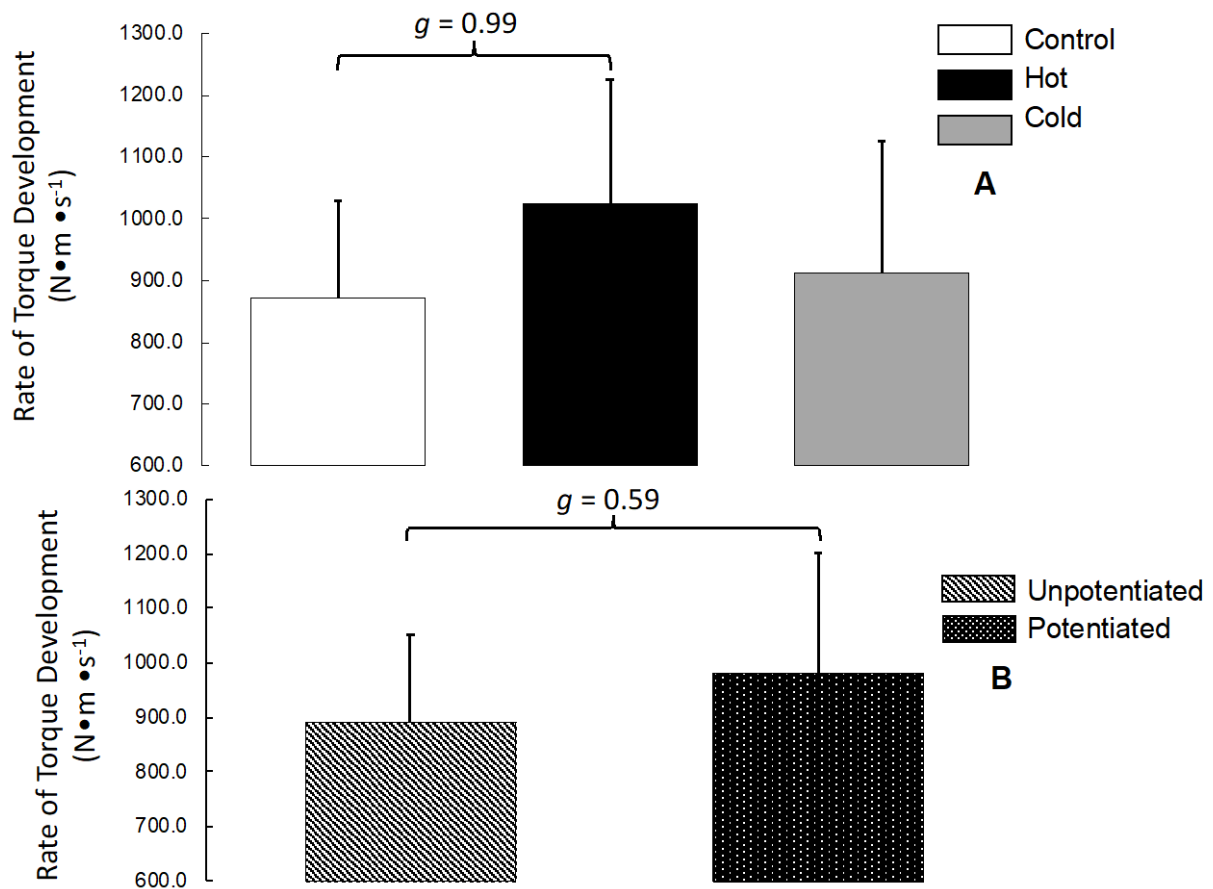 g = 0.99
1300.0
1200.0
1100.0
1000.0
900.0
800.0
700.0
600.0
Rate of Torque Development
(N•m •s-1)
Control
Hot
Cold
A
g = 0.59
1300.0
1200.0
1100.0
1000.0
900.0
800.0
700.0
600.0
Rate of Torque Development
(N•m •s-1)
Unpotentiated
Potentiated
B